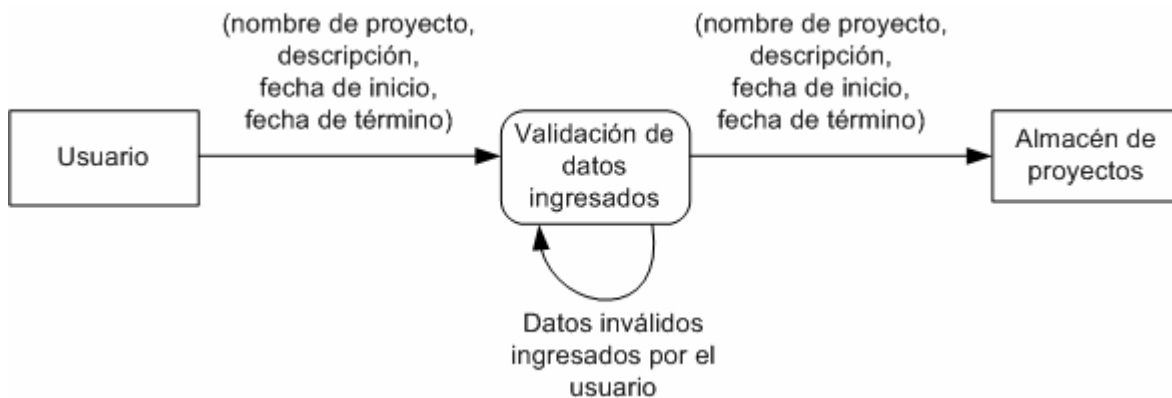 (nombre de proyecto,
descripción,
fecha de inicio,
fecha de término)
(nombre de proyecto,
descripción,
fecha de inicio,
fecha de término)
Usuario
Validación de
datos
ingresados
Almacén de
proyectos
Datos inválidos
ingresados por el
usuario